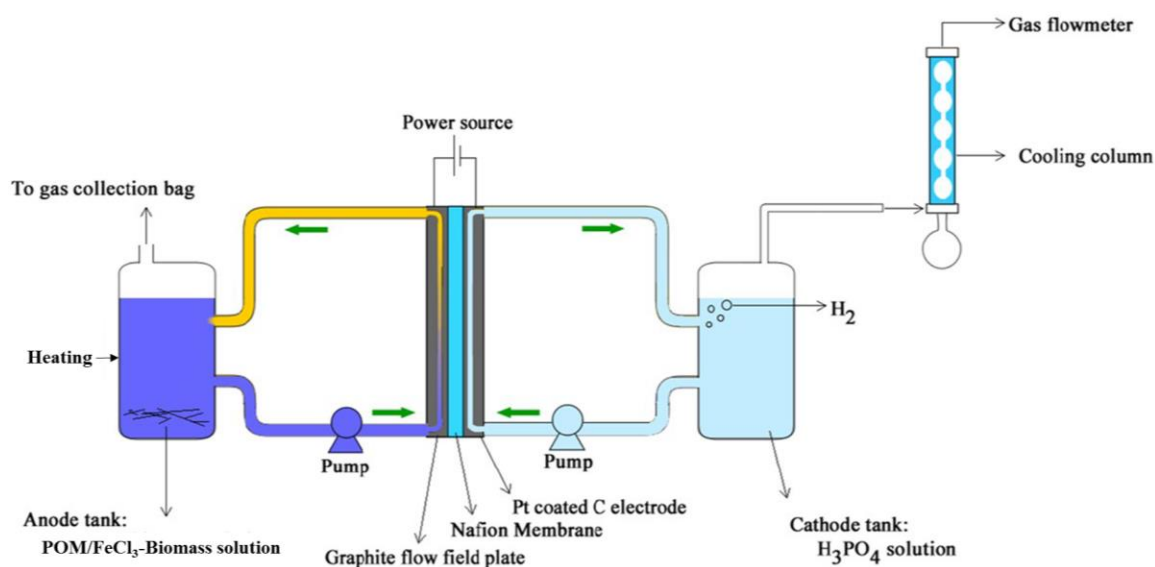 Gas flowmeter
Power source
Cooling column
To gas collection bag
H₂
Heating
Pump
Pump
Pt coated C electrode
Nafion Membrane
Graphite flow field plate
Anode tank:
POM/FeCl₃-Biomass solution
Cathode tank:
H₃PO₄ solution